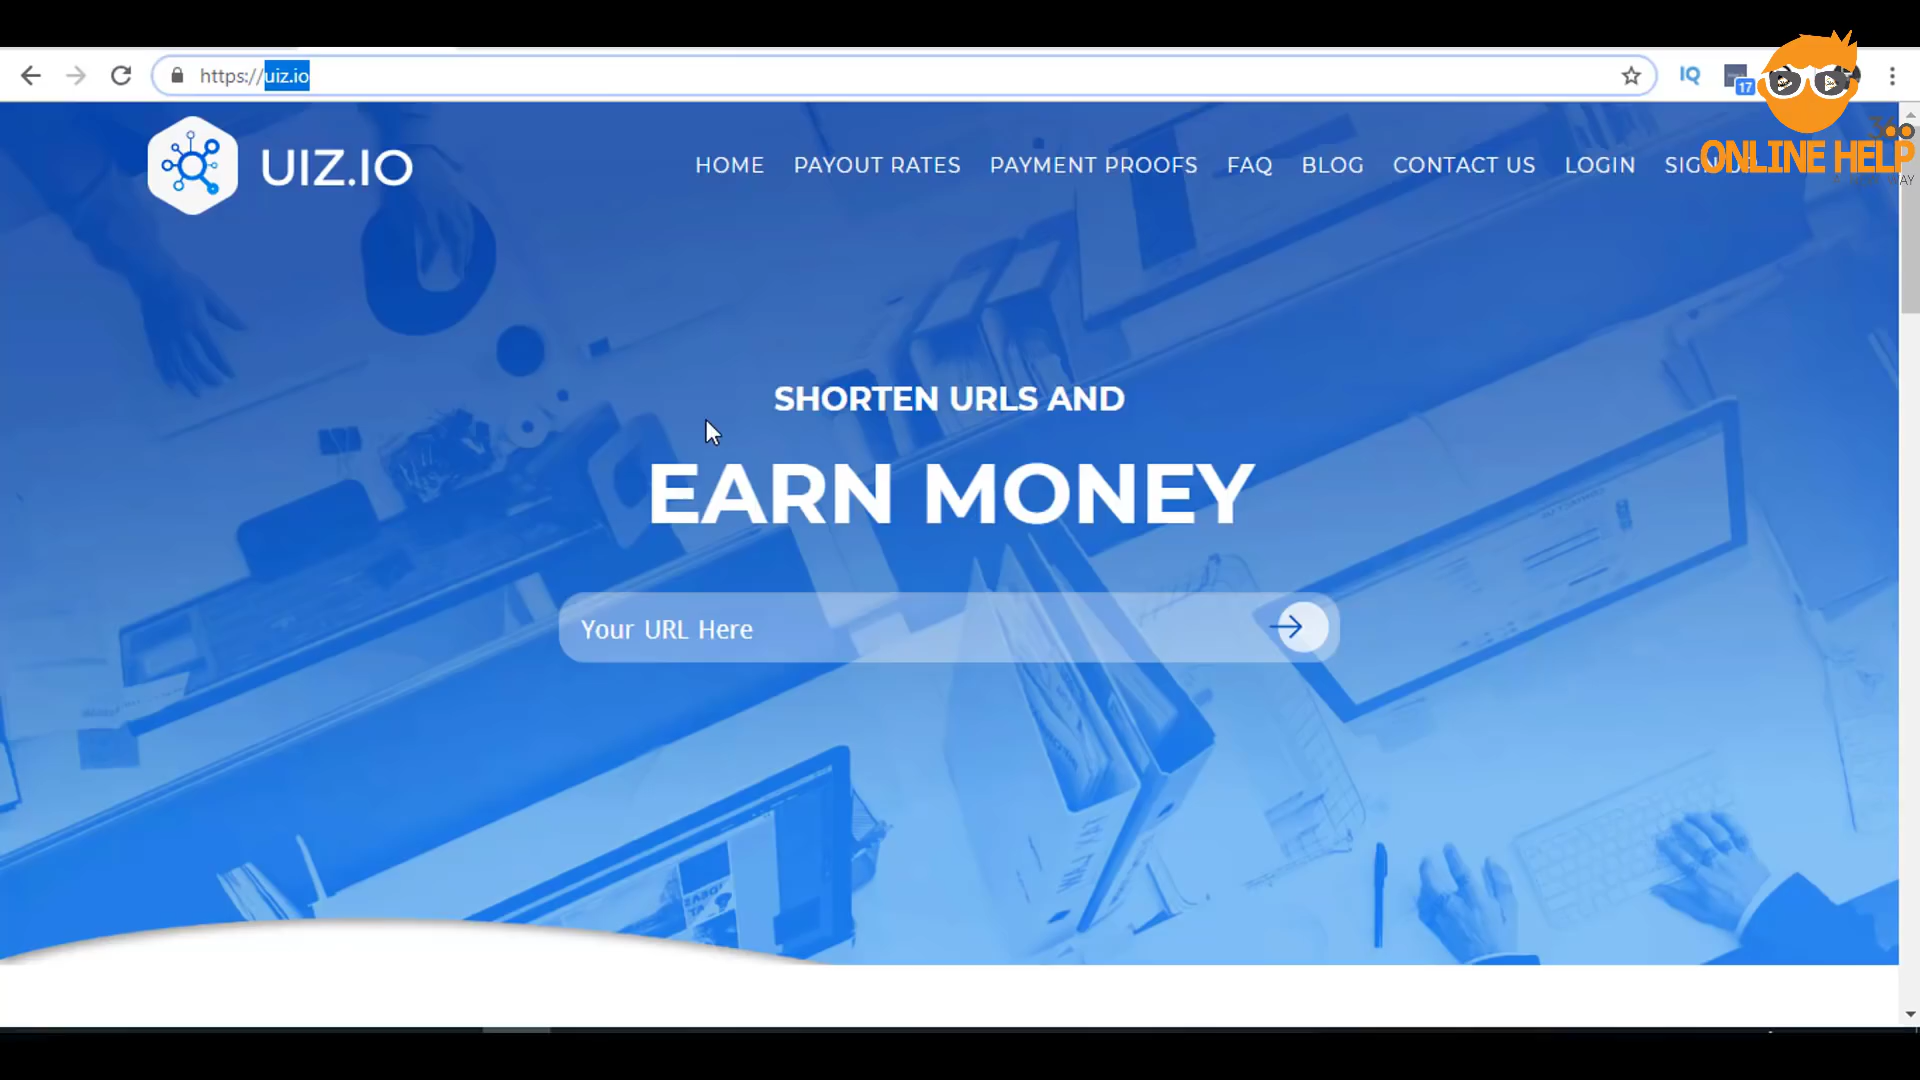 https://uiz.io
IQ
17
UIZ.IO
HOME PAYOUT RATES PAYMENT PROOFS FAQ BLOG CONTACT US LOGIN
360
ONLINE HELP
SHORTEN URLS AND
EARN MONEY
Your URL Here